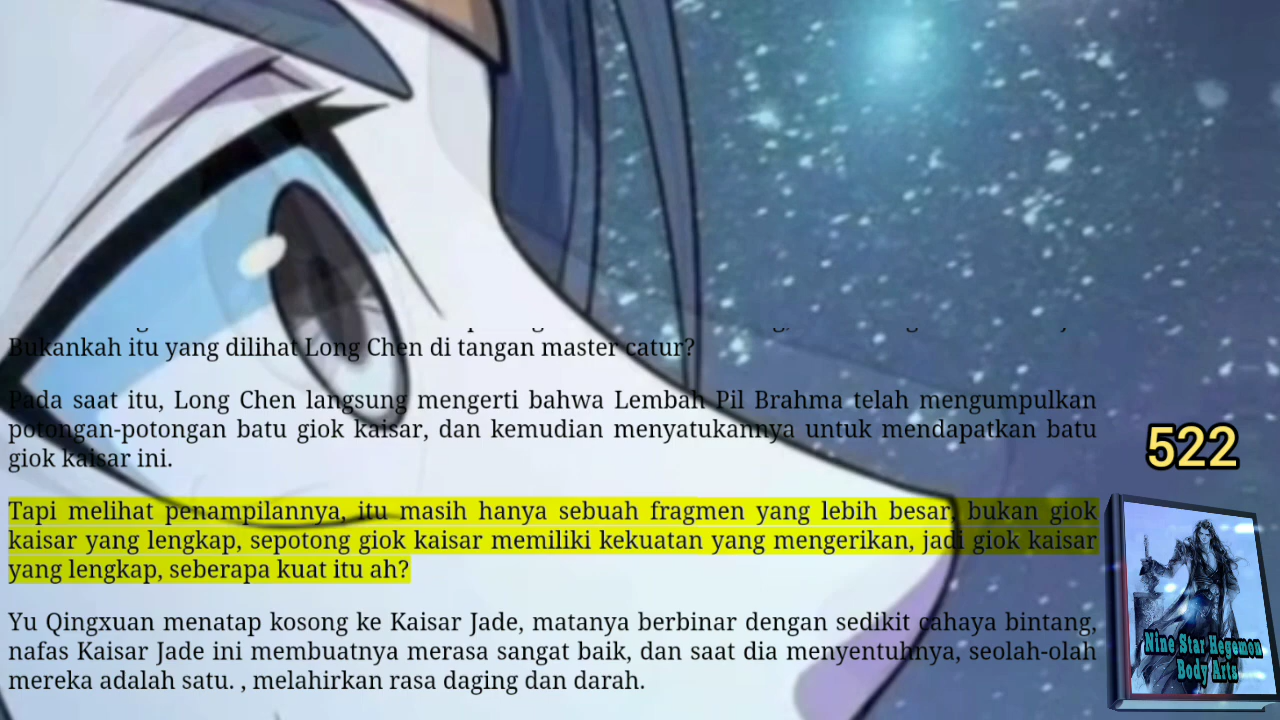 Bukankah itu yang dilihat Long Chen di tangan master catur?
Pada saat itu, Long Chen langsung mengerti bahwa Lembah Pil Brahma telah mengumpulkan
potongan-potongan batu giok kaisar, dan kemudian menyatukannya untuk mendapatkan batu
giok kaisar ini.
Tapi melihat penampilannya, itu masih hanya sebuah fragmen yang lebih besar, bukan giok
kaisar yang lengkap, sepotong giok kaisar memiliki kekuatan yang mengerikan, jadi giok kaisar
yang lengkap, seberapa kuat itu ah?
Yu Qingxuan menatap kosong ke Kaisar Jade, matanya berbinar dengan sedikit cahaya bintang,
nafas Kaisar Jade ini membuatnya merasa sangat baik, dan saat dia menyentuhnya, seolah-olah
mereka adalah satu. , melahirkan rasa daging dan darah.
522
Nine Star Hegemon
Body Arts